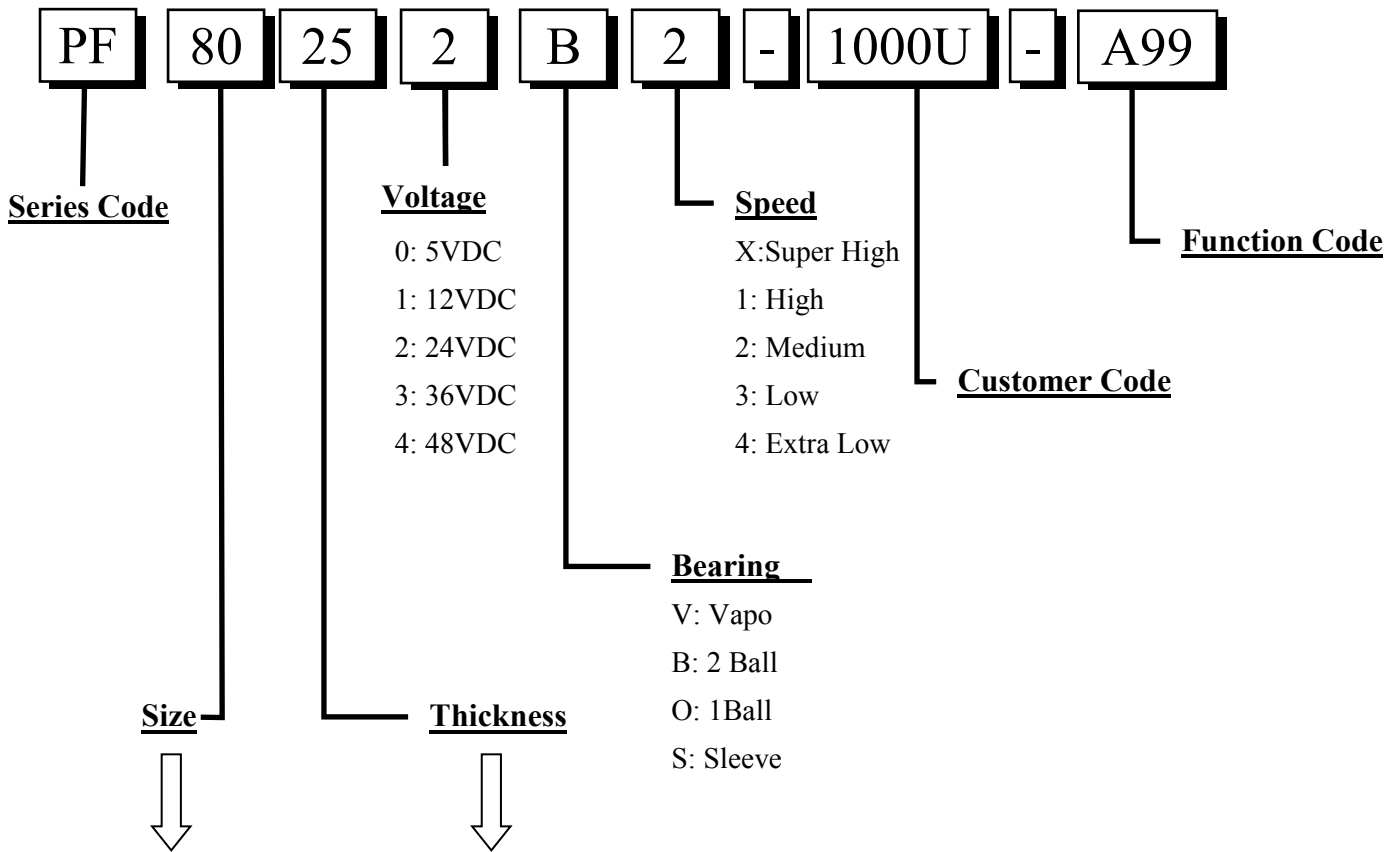 PF 80 25 2 B 2 - 1000U - A99
Series Code
Voltage
0: 5VDC
1: 12VDC
2: 24VDC
3: 36VDC
4: 48VDC
Speed
X:Super High
1: High
2: Medium
3: Low
4: Extra Low
Function Code
Customer Code
Bearing
V: Vapo
B: 2 Ball
O: 1Ball
S: Sleeve
Size
Thickness